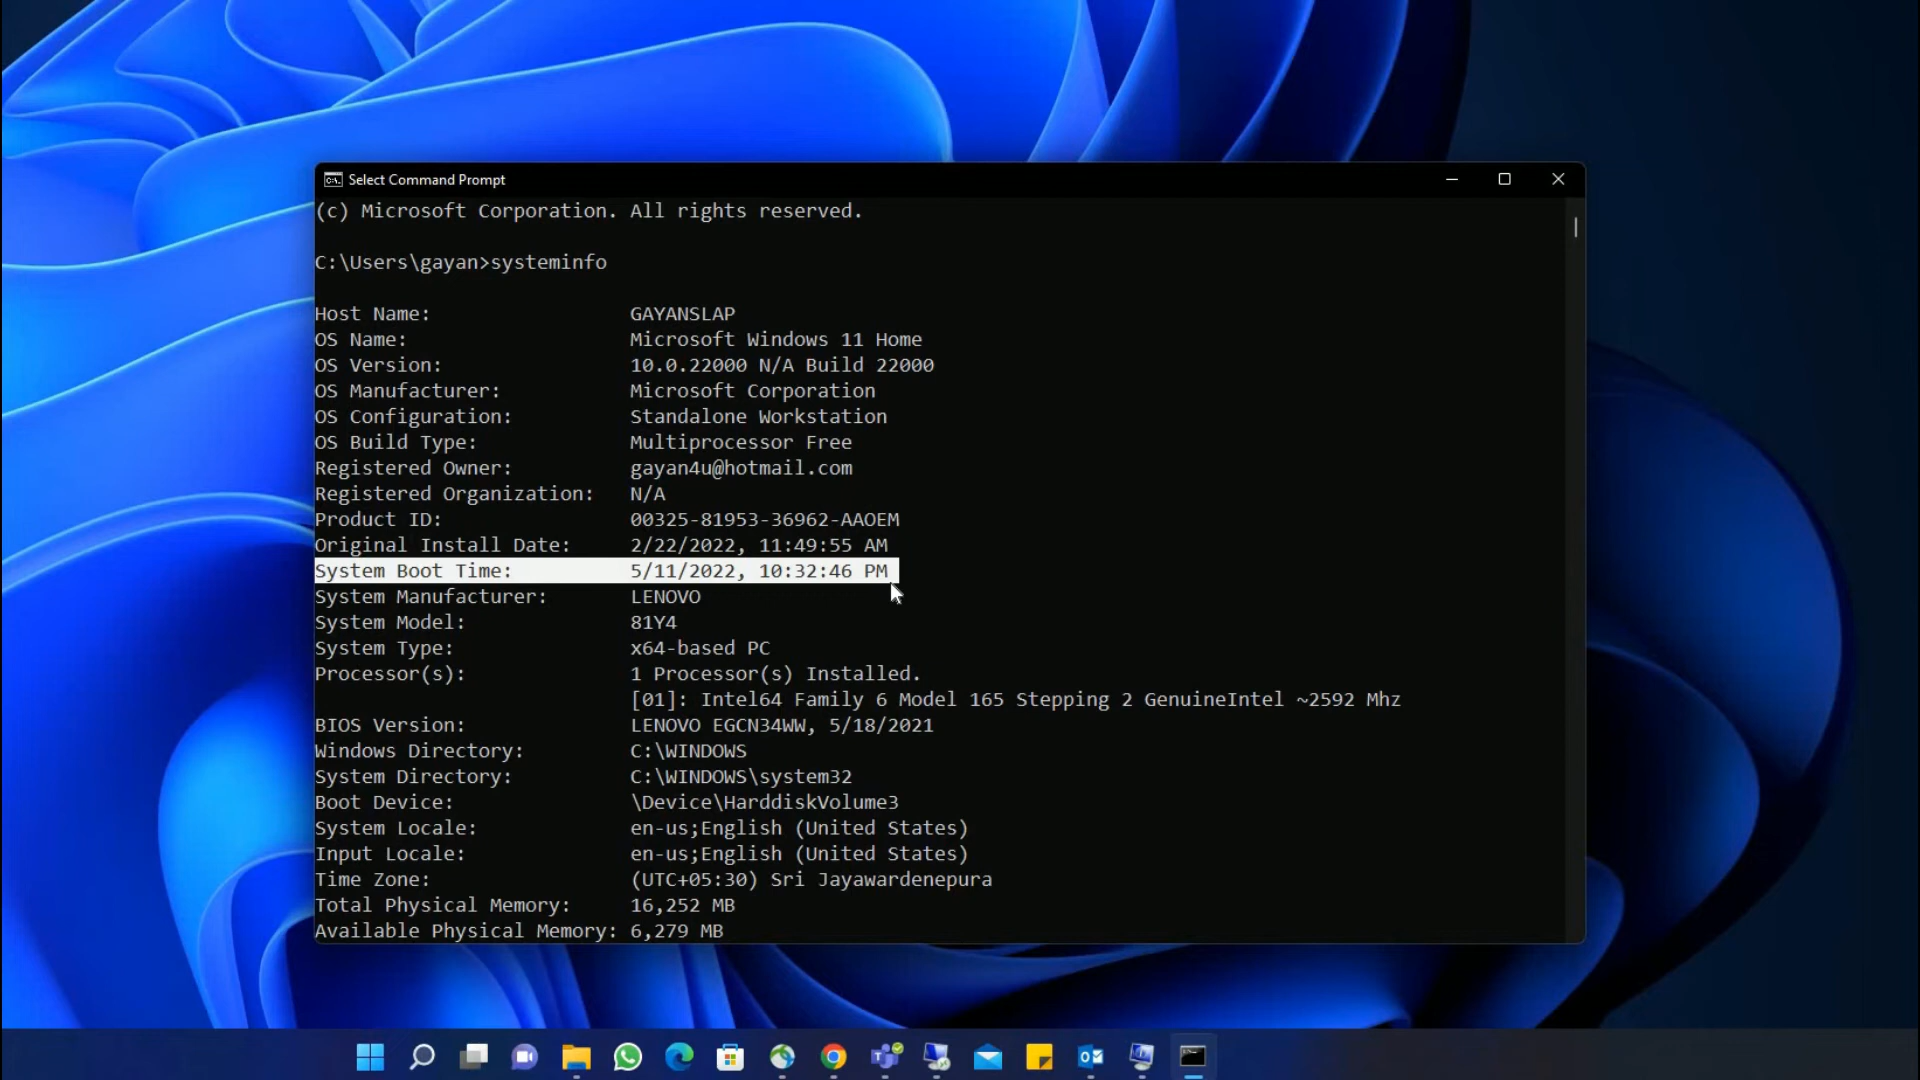 Select Command Prompt
(c) Microsoft Corporation. All rights reserved.
C:\Users\gayan>systeminfo
Host Name: GAYANSLAP
OS Name: Microsoft Windows 11 Home
OS Version: 10.0.22000 N/A Build 22000
OS Manufacturer: Microsoft Corporation
OS Configuration: Standalone Workstation
OS Build Type: Multiprocessor Free
Registered Owner: gayan4u@hotmail.com
Registered Organization: N/A
Product ID: 00325-81953-36962-AAOEM
Original Install Date: 2/22/2022, 11:49:55 AM
System Boot Time: 5/11/2022, 10:32:46 PM
System Manufacturer: LENOVO
System Model: 81Y4
System Type: x64-based PC
Processor(s): 1 Processor(s) Installed.
[01]: Intel64 Family 6 Model 165 Stepping 2 GenuineIntel ~2592 Mhz
BIOS Version: LENOVO EGCN34WW, 5/18/2021
Windows Directory: C:\WINDOWS
System Directory: C:\WINDOWS\system32
Boot Device: \Device\HarddiskVolume3
System Locale: en-us;English (United States)
Input Locale: en-us;English (United States)
Time Zone: (UTC+05:30) Sri Jayawardenepura
Total Physical Memory: 16,252 MB
Available Physical Memory: 6,279 MB